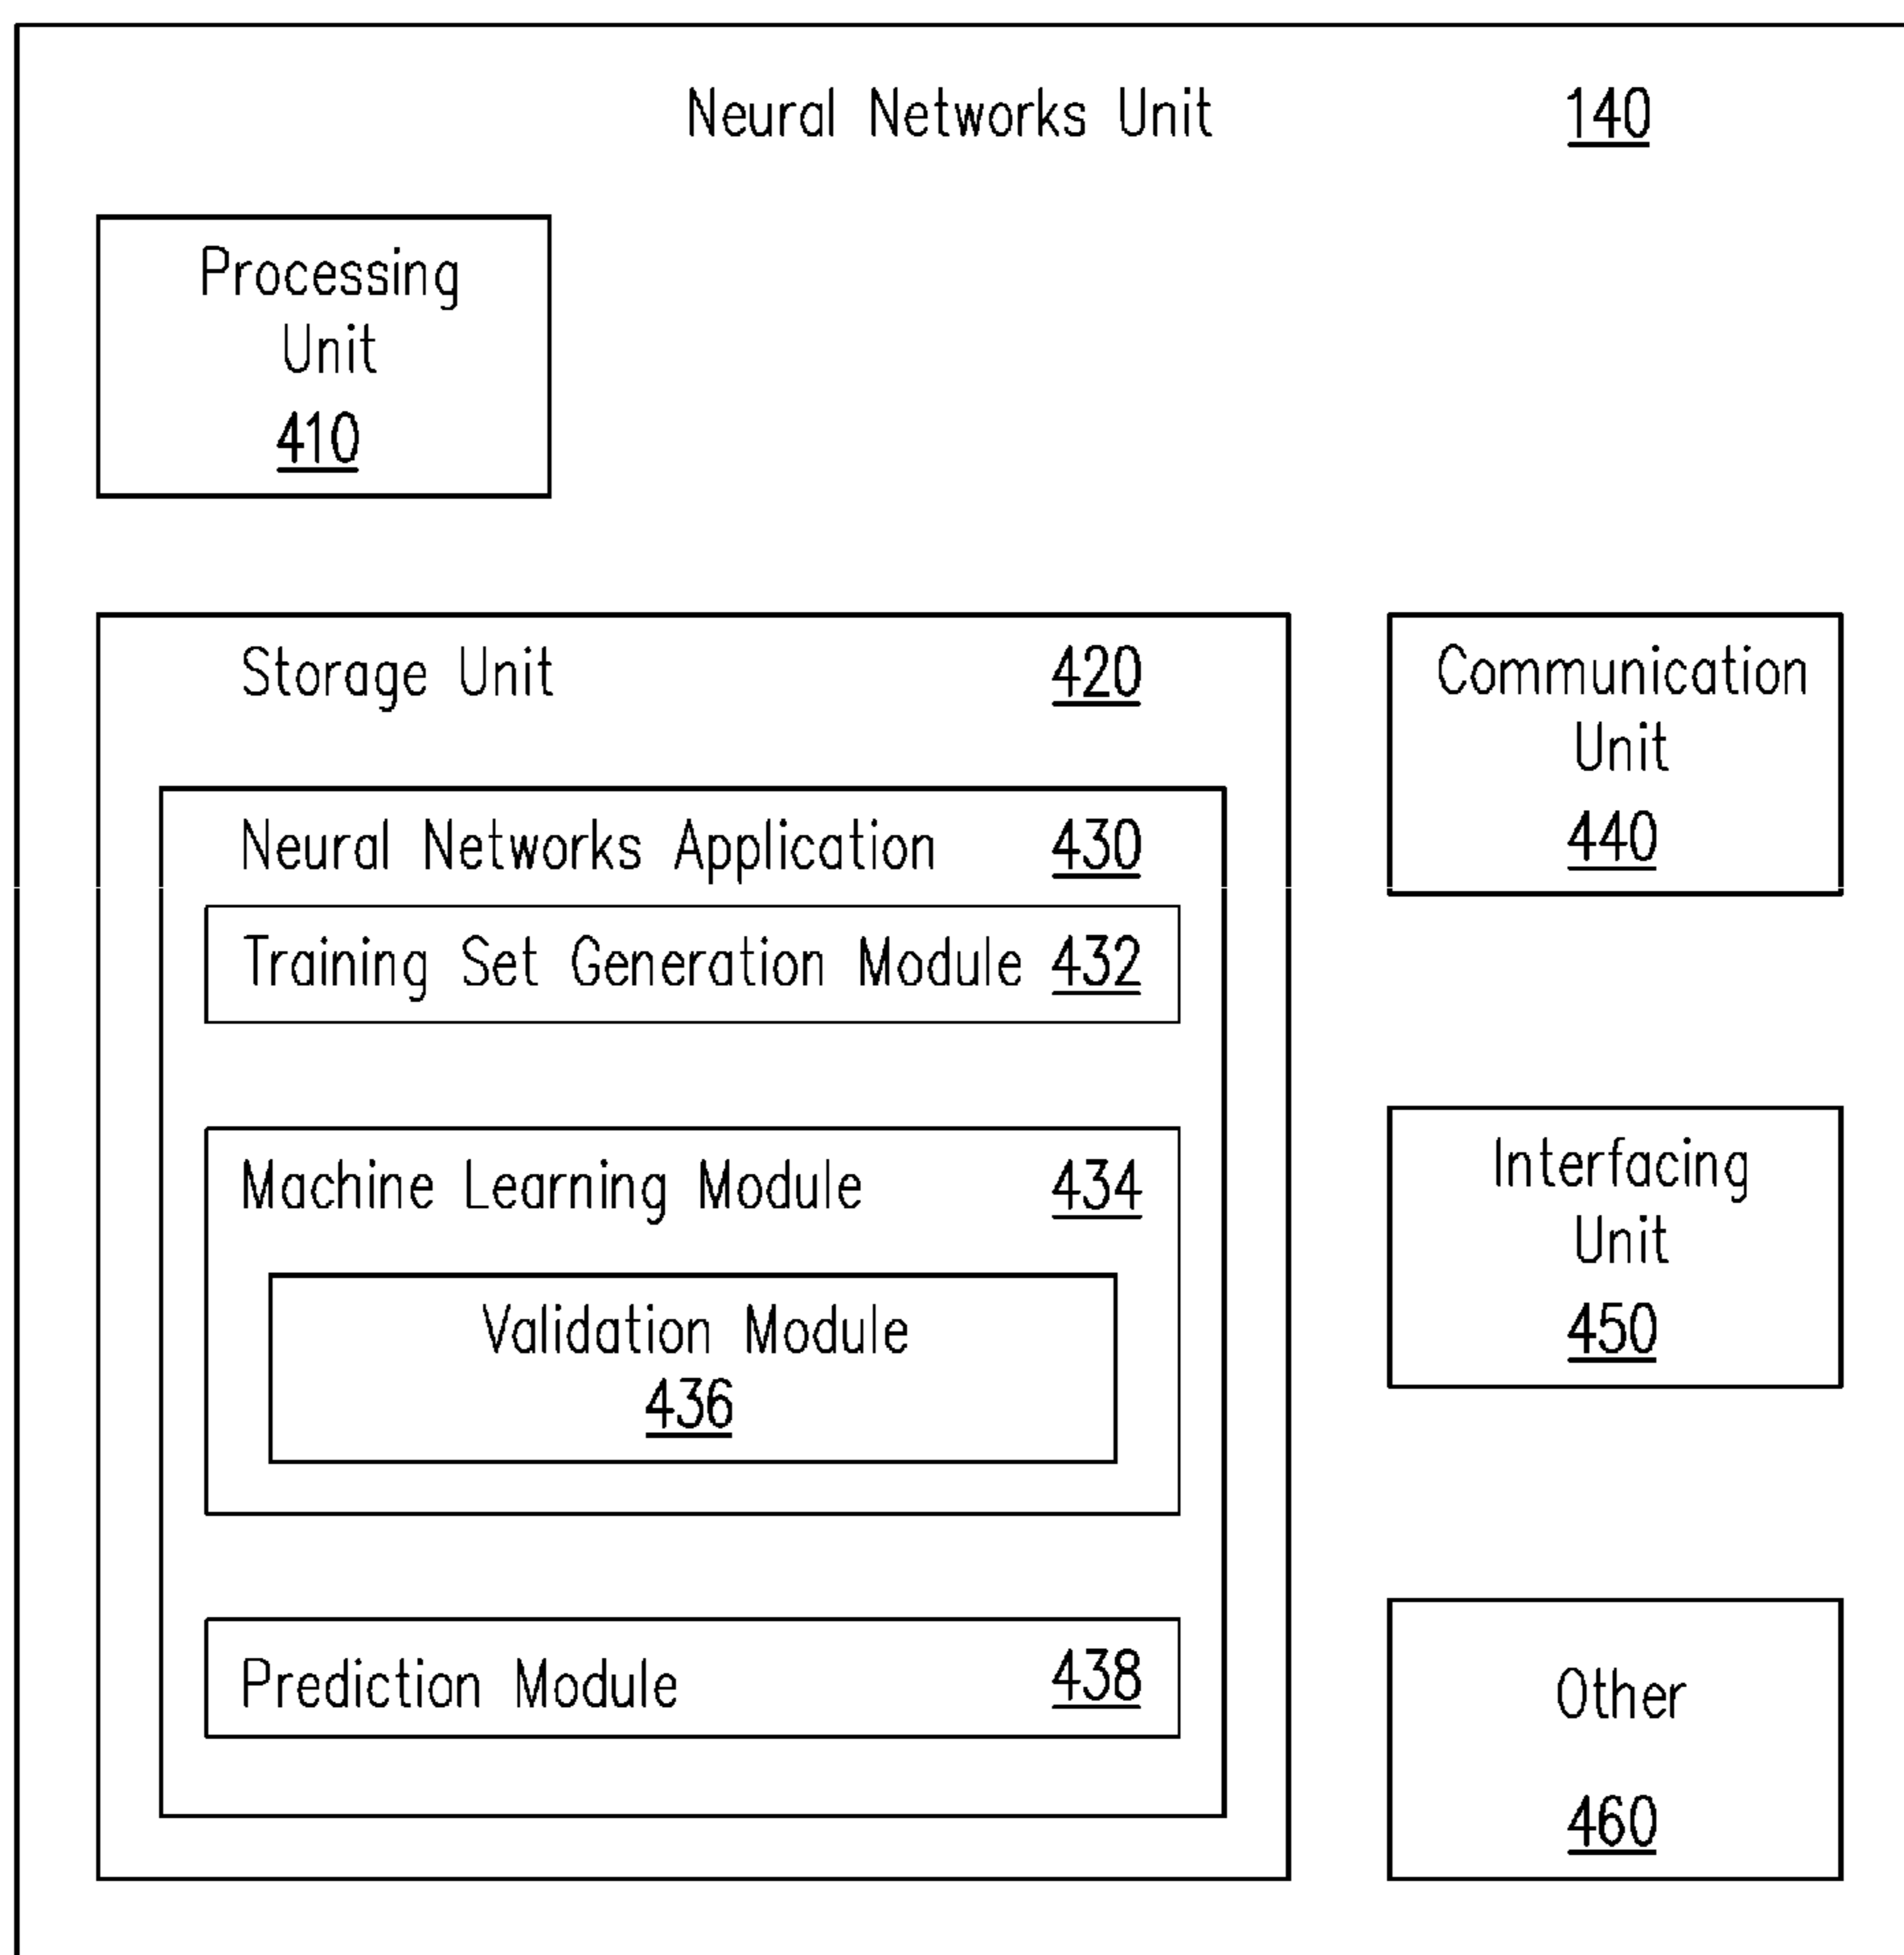 Neural Networks Unit 140
Processing
Unit
410
Storage Unit 420
Neural Networks Application 430
Training Set Generation Module 432
Machine Learning Module 434
Validation Module
436
Prediction Module 438
Communication
Unit
440
Interfacing
Unit
450
Other
460